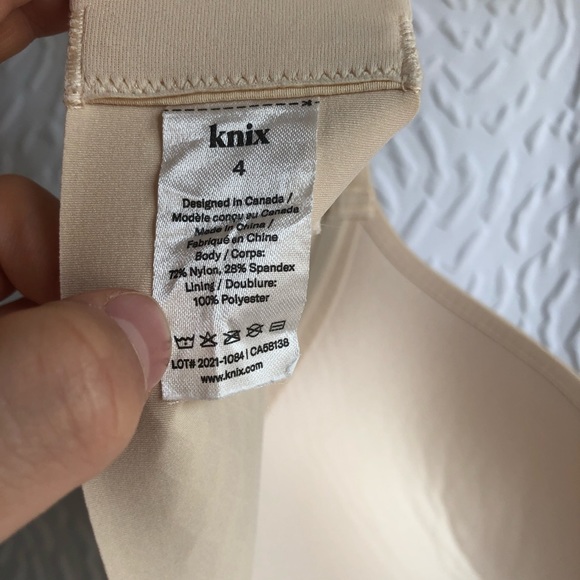 knix
4
Designed in Canada /
Modèle conçu au Canada
Made in China /
Fabriqué en Chine
Body / Corps:
72% Nylon, 28% Spandex
Lining / Doublure:
100% Polyester
LOT# 2021-1084 | CA58138
www.knix.com